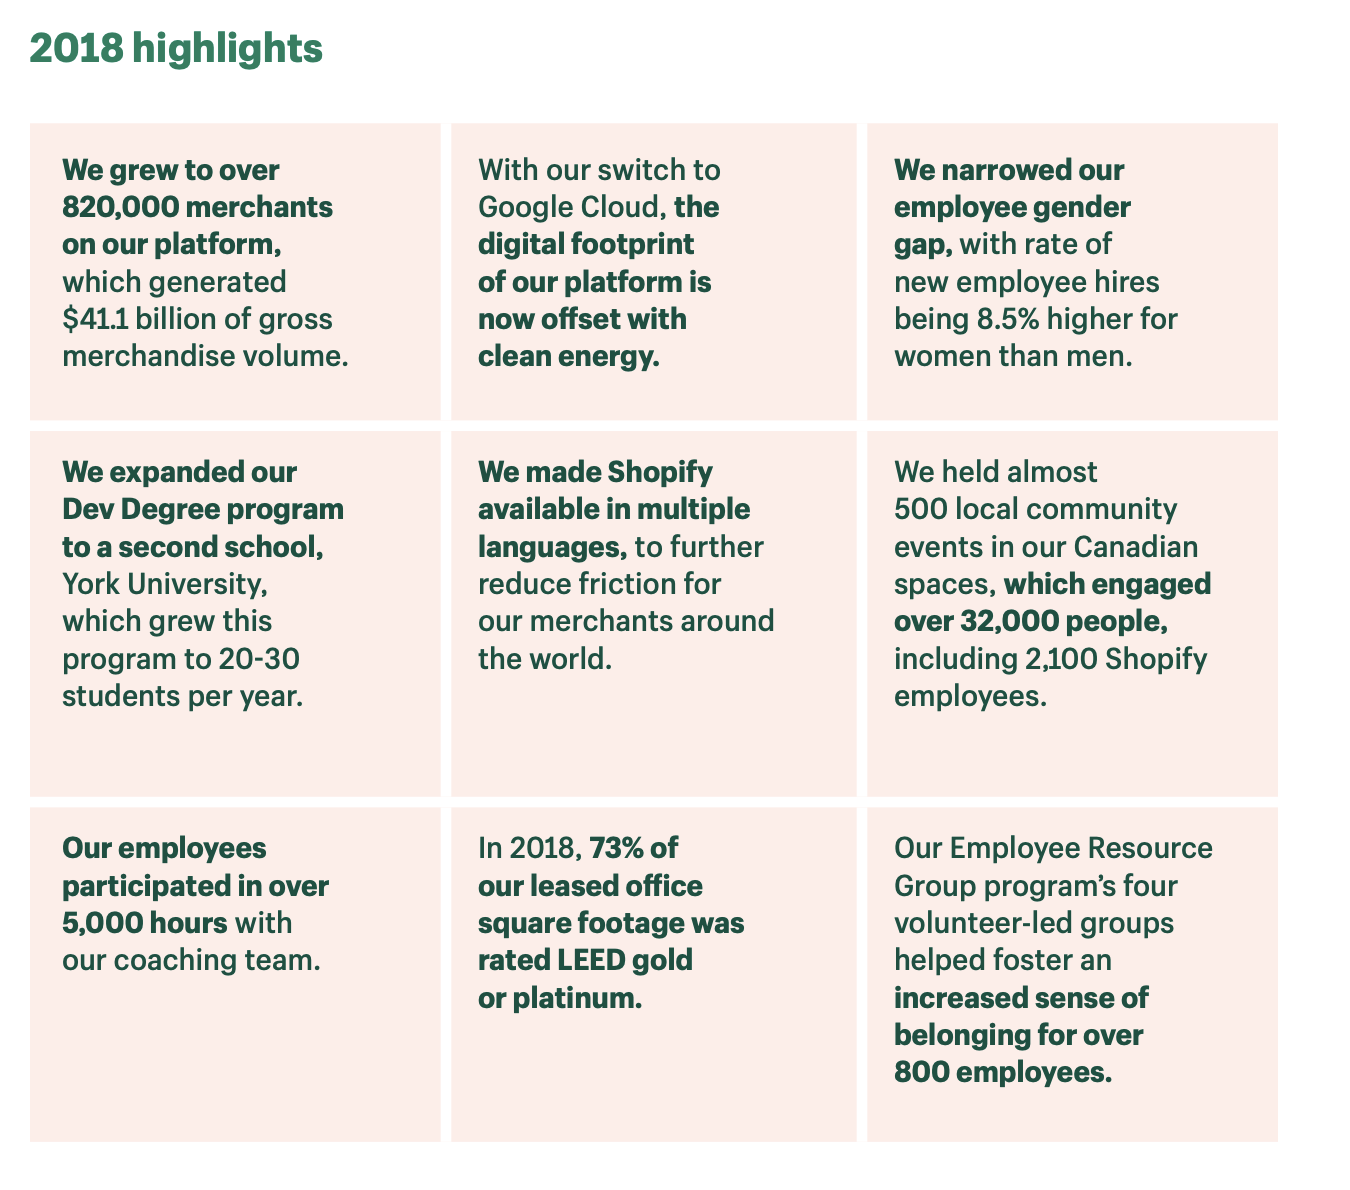 2018 highlights
We grew to over
820,000 merchants
on our platform,
which generated
$41.1 billion of gross
merchandise volume.
With our switch to
Google Cloud, the
digital footprint
of our platform is
now offset with
clean energy.
We narrowed our
employee gender
gap, with rate of
new employee hires
being 8.5% higher for
women than men.
We expanded our
Dev Degree program
to a second school,
York University,
which grew this
program to 20-30
students per year.
We made Shopify
available in multiple
languages, to further
reduce friction for
our merchants around
the world.
We held almost
500 local community
events in our Canadian
spaces, which engaged
over 32,000 people,
including 2,100 Shopify
employees.
Our employees
participated in over
5,000 hours with
our coaching team.
In 2018, 73% of
our leased office
square footage was
rated LEED gold
or platinum.
Our Employee Resource
Group program’s four
volunteer-led groups
helped foster an
increased sense of
belonging for over
800 employees.